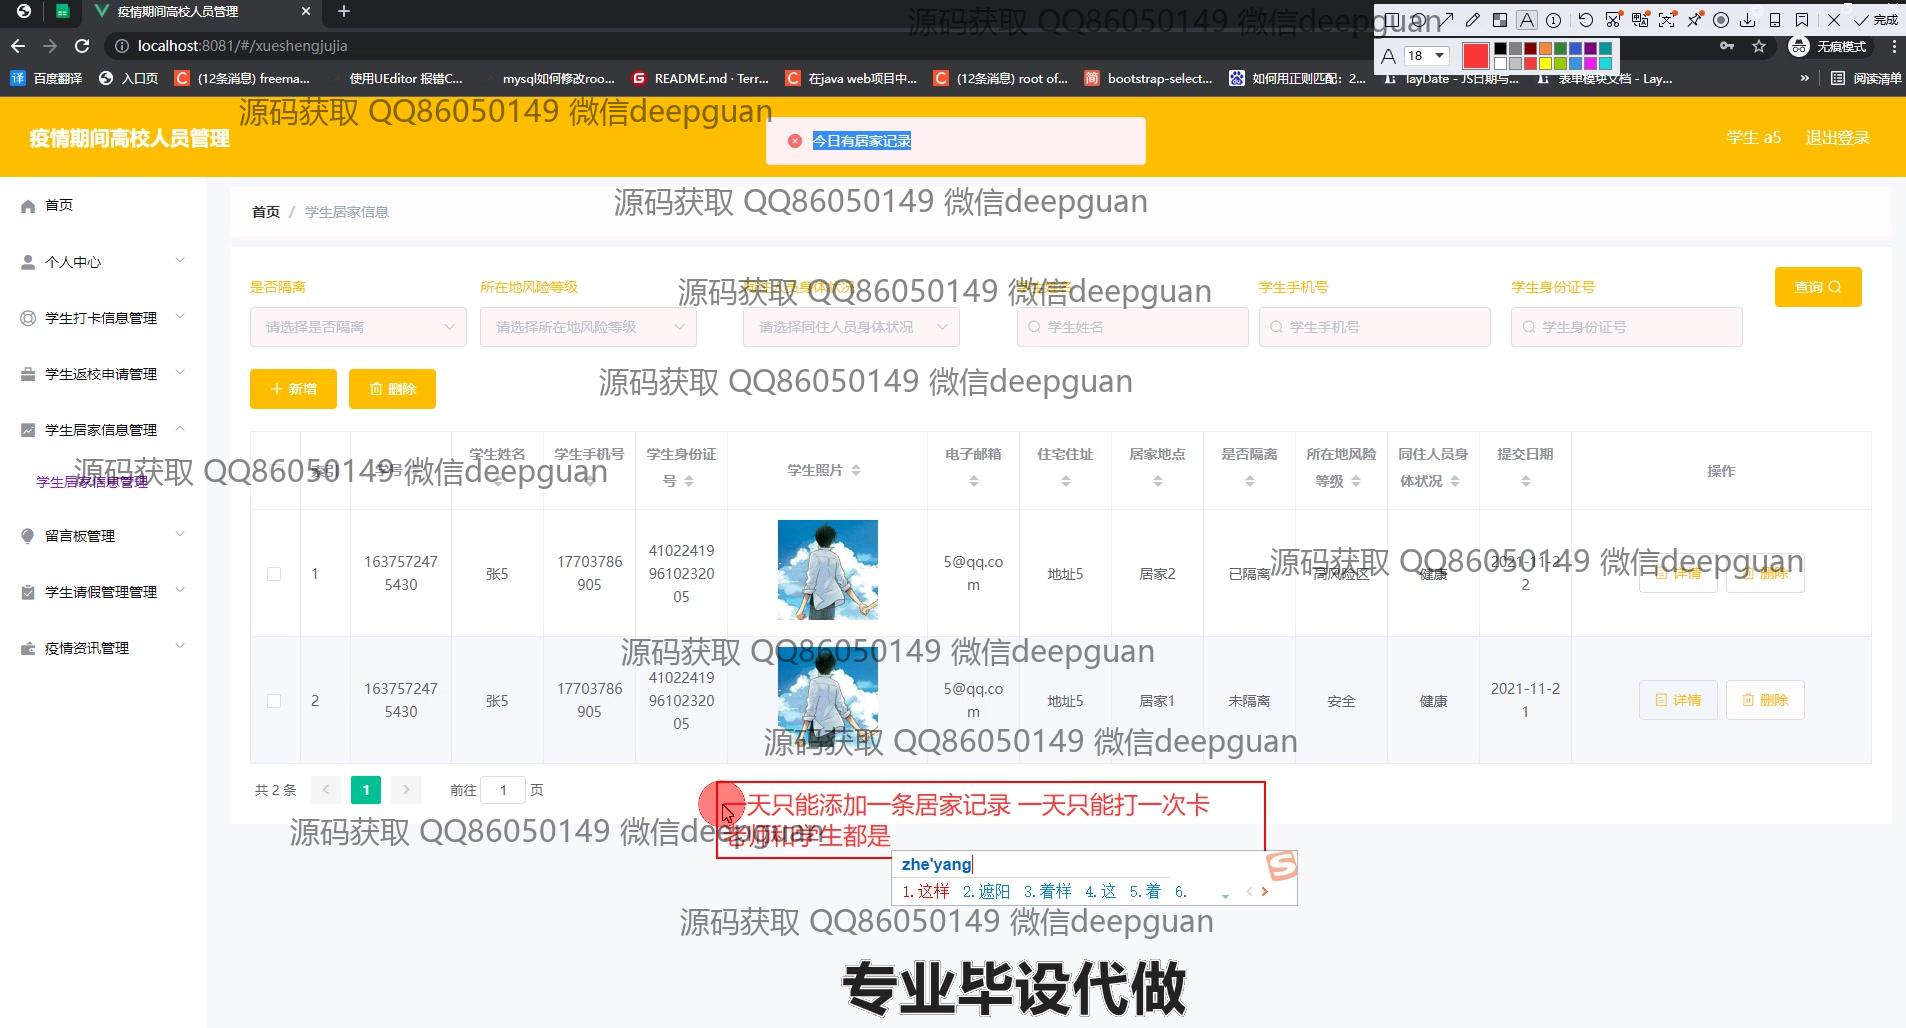 疫情期间高校人员管理
源码获取 QQ86050149 微信deepguan
完成
localhost:8081/#/xueshengjujia
无痕模式
18
百度翻译 入口页 (12条消息) freema... 使用UEditor 报错C... mysql如何修改roo... README.md · Terr... 在java web项目中... (12条消息) root of... bootstrap-select... 如何用正则匹配：2... layDate - JS日期与... 表单模块文档 - Lay... » 阅读清单
源码获取 QQ86050149 微信deepguan
疫情期间高校人员管理
今日有居家记录
学生 a5 退出登录
源码获取 QQ86050149 微信deepguan
首页
首页 / 学生居家信息
个人中心
学生打卡信息管理
学生返校申请管理
学生居家信息管理
学生居家信息管理
留言板管理
学生请假管理管理
疫情资讯管理
源码获取 QQ86050149 微信deepguan
是否隔离 所在地风险等级 学生手机号 学生身份证号
请选择是否隔离 请选择所在地风险等级 请选择同住人员身体状况 学生姓名 学生手机号 学生身份证号
查询
新增 删除
源码获取 QQ86050149 微信deepguan
源码获取 QQ86050149 微信deepguan
学生姓名 学生手机号 学生身份证号 学生照片 电子邮箱 住宅住址 居家地点 是否隔离 所在地风险等级 同住人员身体状况 提交日期 操作
1 163757247 5430 张5 17703786 905 41022419 96102320 05 5@qq.co m 地址5 居家2 已隔离 高风险区 健康 2021-11-2 2 详情 删除
源码获取 QQ86050149 微信deepguan
源码获取 QQ86050149 微信deepguan
2 163757247 5430 张5 17703786 905 41022419 96102320 05 5@qq.co m 地址5 居家1 未隔离 安全 健康 2021-11-2 1 详情 删除
源码获取 QQ86050149 微信deepguan
共 2 条 1 前往 1 页
一天只能添加一条居家记录 一天只能打一次卡
老师和学生都是
源码获取 QQ86050149 微信deepguan
zhe'yang
1.这样 2.遮阳 3.着样 4.这 5.着 6.
源码获取 QQ86050149 微信deepguan
专业毕设代做